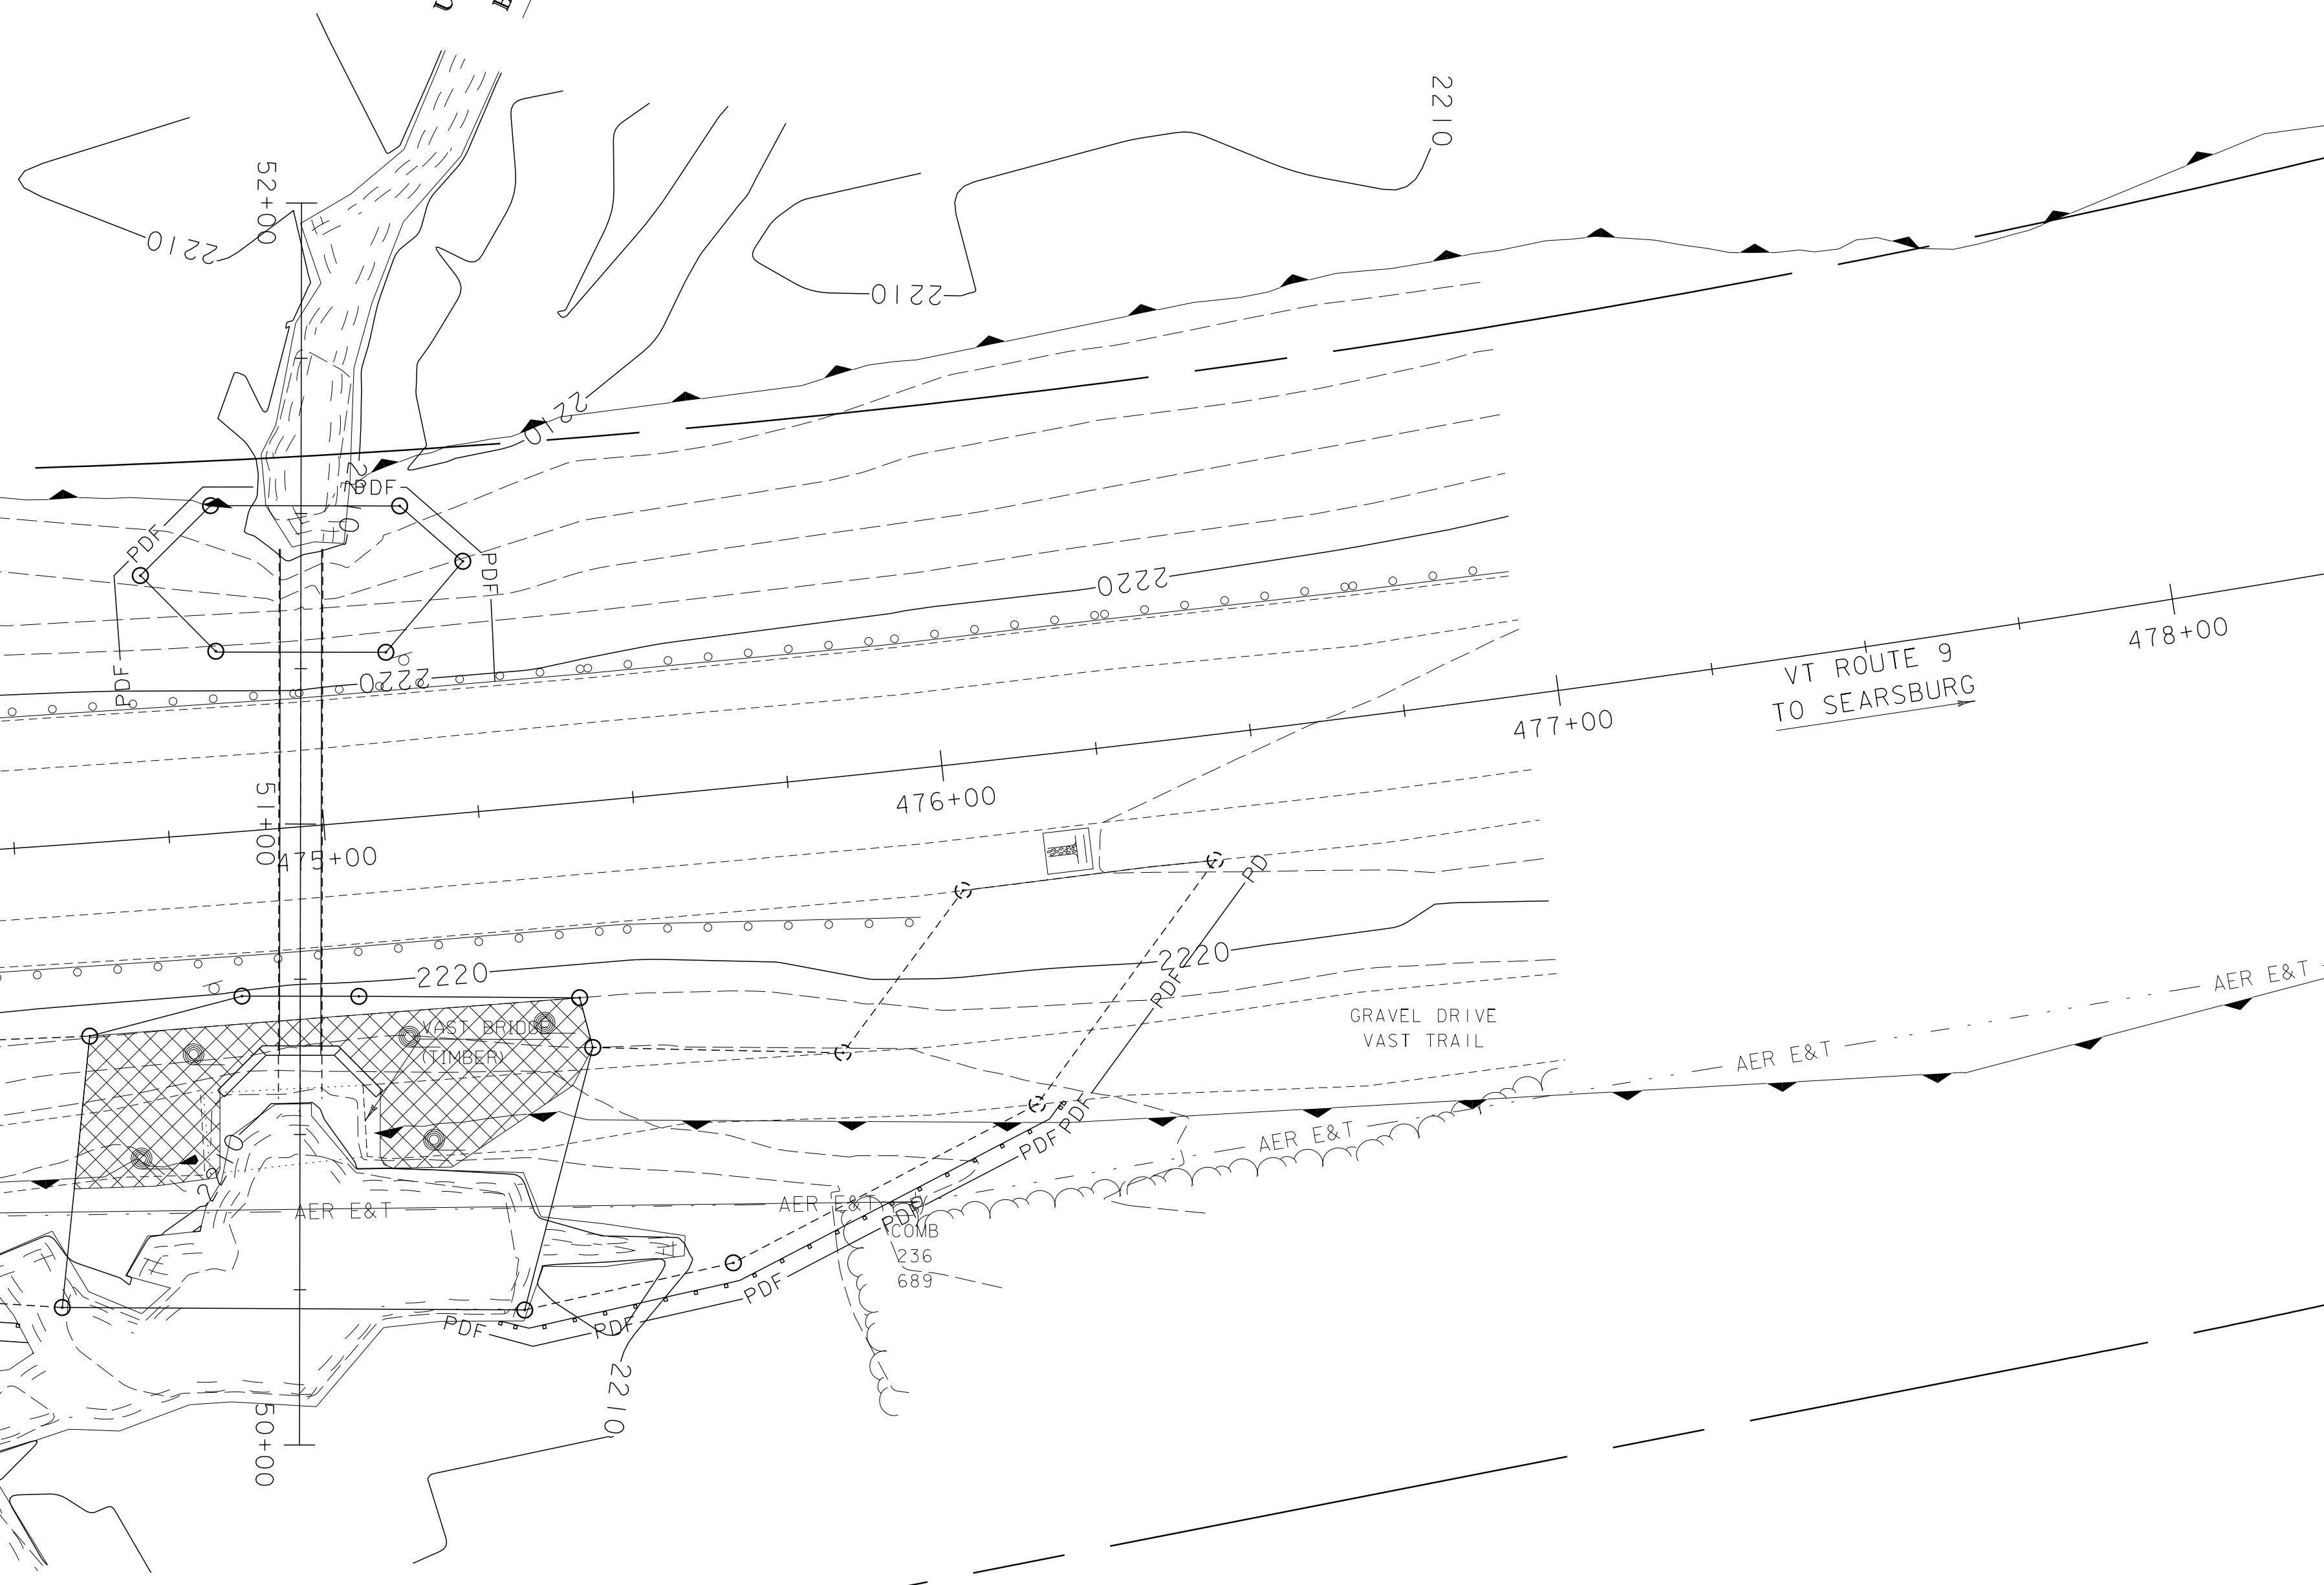 2210
52+00
2210
2210
2210
2210
PDF
PDF
PDF
PDF
2220
2220
478+00
VT ROUTE 9
TO SEARSBURG
477+00
476+00
51+00
475+00
PD
2220
2220
PDF
AER E&T
GRAVEL DRIVE
VAST TRAIL
VAST BRIDGE
(TIMBER)
AER E&T
PDF
AER E&T
PDF
AER E&T
AER E&T
PDF
COMB
236
689
PDF
PDF
PDF
2210
2210
50+00